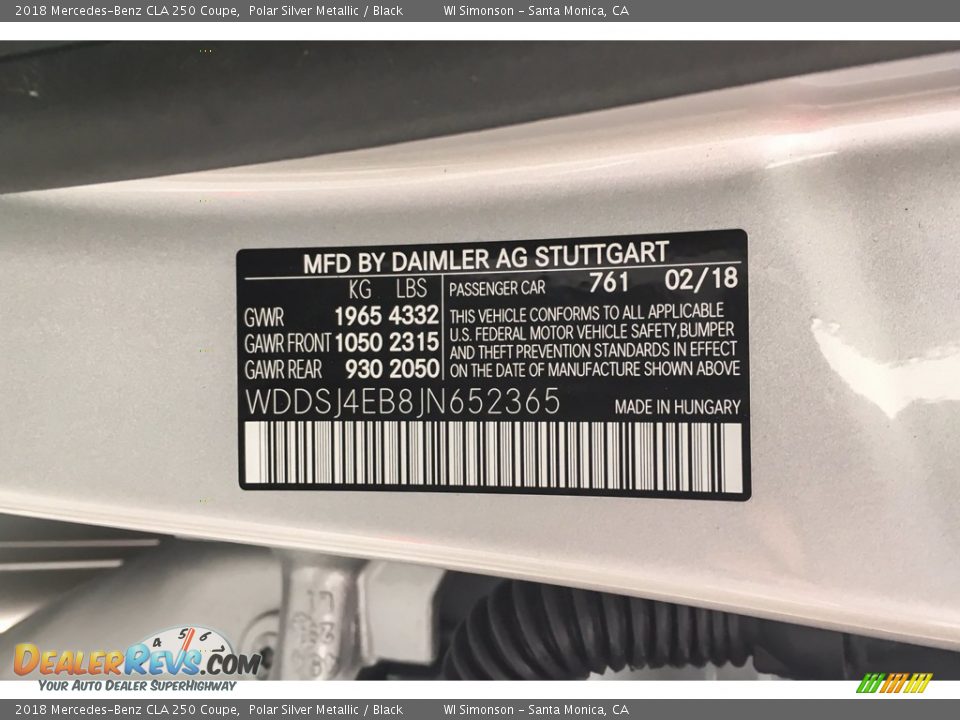 2018 Mercedes-Benz CLA 250 Coupe,  Polar Silver Metallic / Black        WI Simonson - Santa Monica, CA
MFD BY DAIMLER AG STUTTGART
KG LBS
GVWR 1965 4332
GAWR FRONT 1050 2315
GAWR REAR 930 2050
PASSENGER CAR 761 02/18
THIS VEHICLE CONFORMS TO ALL APPLICABLE
U.S. FEDERAL MOTOR VEHICLE SAFETY,BUMPER
AND THEFT PREVENTION STANDARDS IN EFFECT
ON THE DATE OF MANUFACTURE SHOWN ABOVE
WDDSJ4EB8JN652365
MADE IN HUNGARY
4 5 6
DEALERREVS.COM
YOUR AUTO DEALER SUPERHIGHWAY
2018 Mercedes-Benz CLA 250 Coupe,  Polar Silver Metallic / Black        WI Simonson - Santa Monica, CA